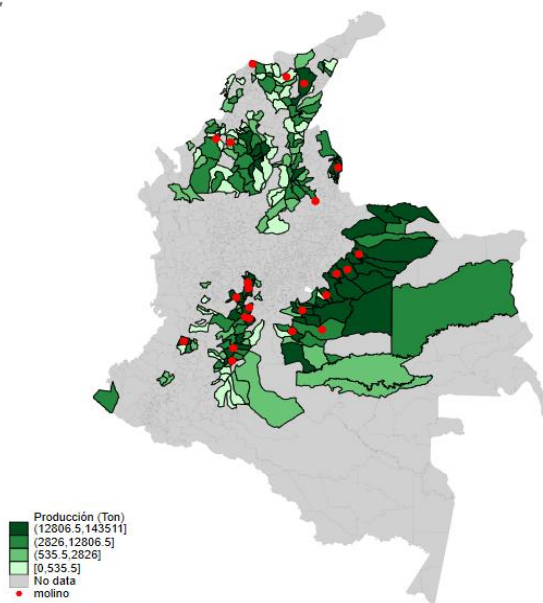 Producción (Ton)
(12806.5,143511]
(2826,12806.5]
(535.5,2826]
[0,535.5]
No data
molino